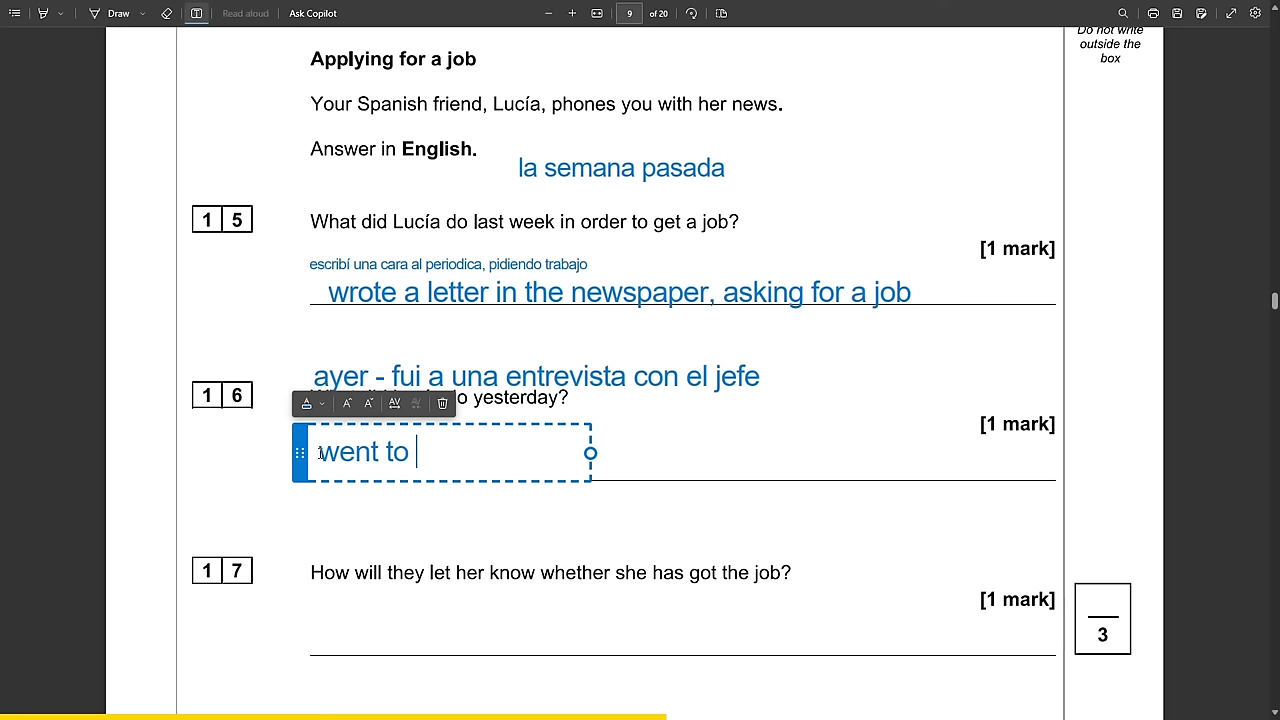 Draw
Read aloud
Ask Copilot
9 of 20
Do not write
outside the
box
Applying for a job
Your Spanish friend, Lucía, phones you with her news.
Answer in English.
la semana pasada
1 5 What did Lucía do last week in order to get a job?
[1 mark]
escribí una cara al periodica, pidiendo trabajo
wrote a letter in the newspaper, asking for a job
ayer - fui a una entrevista con el jefe
1 6 yesterday?
[1 mark]
went to
1 7 How will they let her know whether she has got the job?
[1 mark]
3